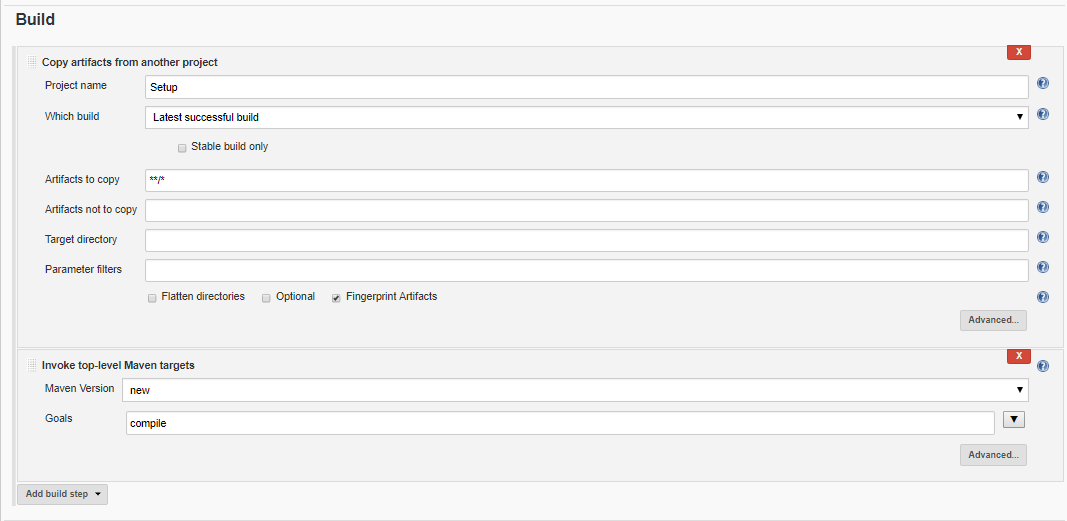 Build
X
Copy artifacts from another project
Project name
Setup
Which build
Latest successful build
Stable build only
Artifacts to copy
**/*
Artifacts not to copy
Target directory
Parameter filters
Flatten directories Optional Fingerprint Artifacts
Advanced...
X
Invoke top-level Maven targets
Maven Version
new
Goals
compile
Advanced...
Add build step